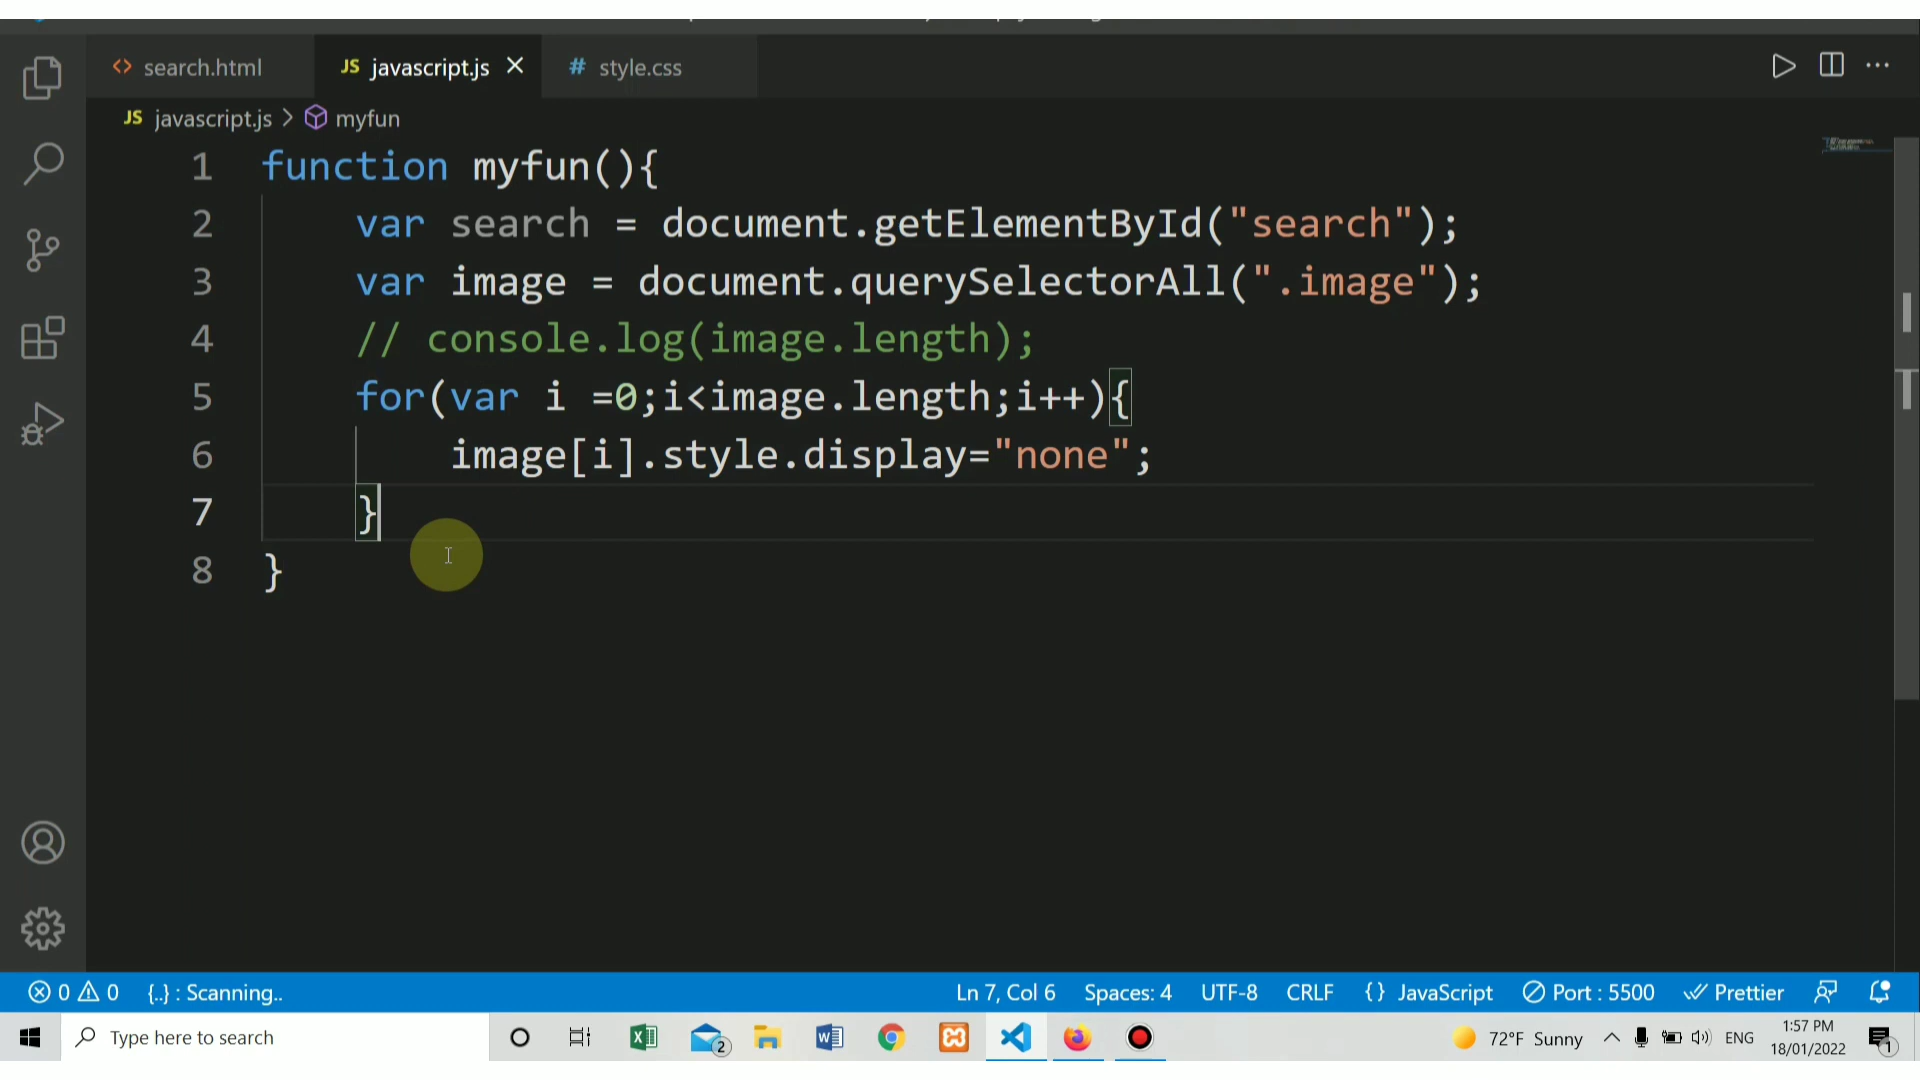 search.html
JS javascript.js
# style.css
JS javascript.js > myfun
1 function myfun(){
2     var search = document.getElementById("search");
3     var image = document.querySelectorAll(".image");
4     // console.log(image.length);
5     for(var i =0;i<image.length;i++){
6         image[i].style.display="none";
7     }
8 }
0 0 {..} : Scanning.. Ln 7, Col 6 Spaces: 4 UTF-8 CRLF {} JavaScript Port : 5500 Prettier
Type here to search 2 72°F Sunny ENG 1:57 PM
18/01/2022 1